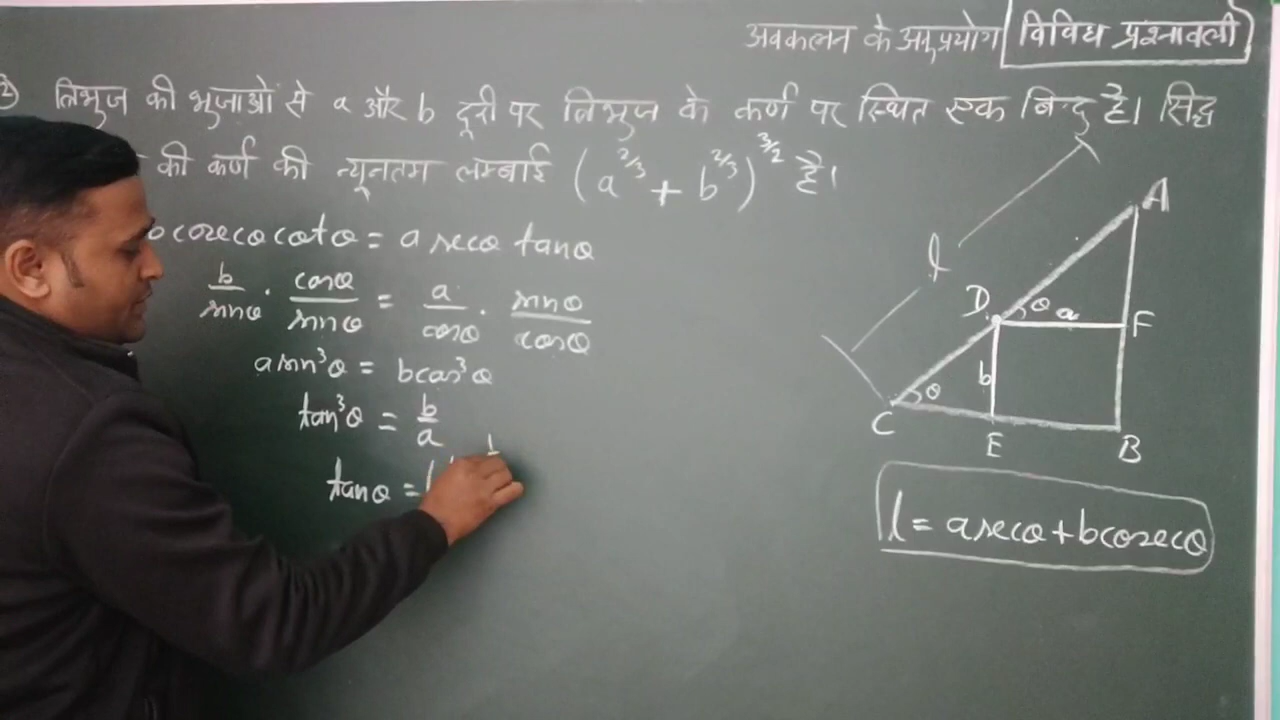 अवकलन के अनुप्रयोग विविध प्रश्नावली
② त्रिभुज की भुजाओं से a और b दूरी पर त्रिभुज के कर्ण पर स्थित एक बिन्दु है। सिद्ध
की कर्ण की न्यूनतम लम्बाई (a^2/3 + b^2/3)^3/2 है।
b cosecθ cotθ = a secθ tanθ
b/sinθ . cosθ/sinθ = a/cosθ . sinθ/cosθ
a sin³θ = b cos³θ
tan³θ = b/a
tanθ =
A
l
D θ a F
b
C θ
E B
l = a secθ + b cosecθ